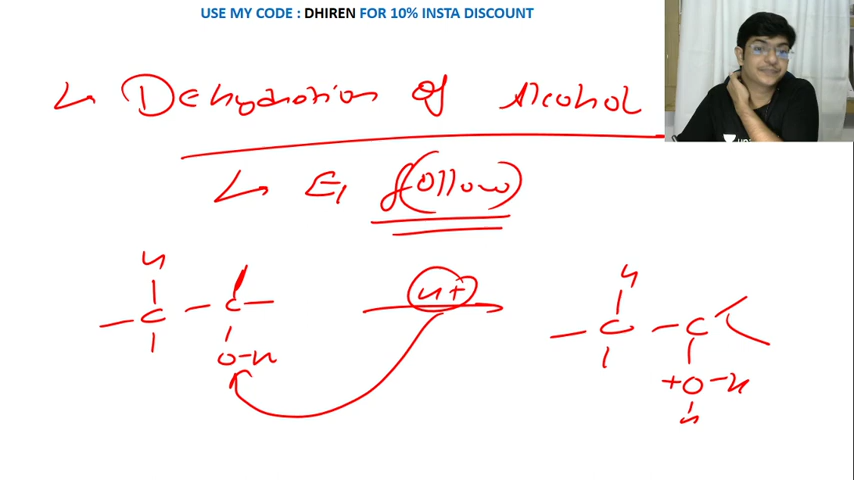 USE MY CODE : DHIREN FOR 10% INSTA DISCOUNT
↳ Dehydration of Alcohol
↳ E1 follow
H H+ H
— C — C — — C — C
O-H +O-H
H